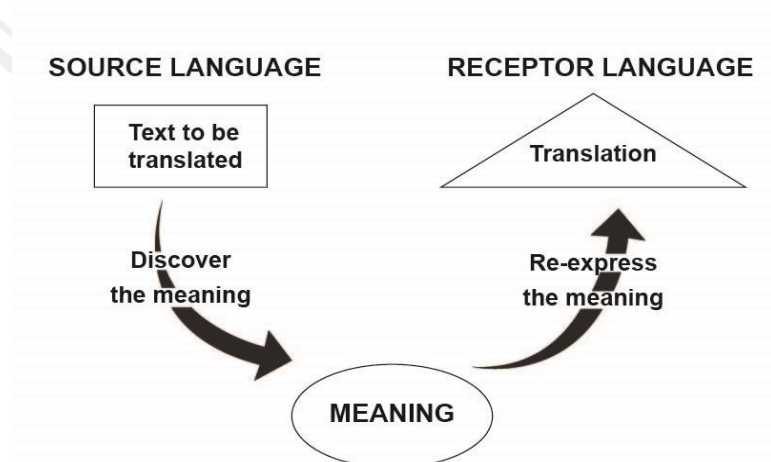 SOURCE LANGUAGE
RECEPTOR LANGUAGE
Text to be
translated
Translation
Discover
the meaning
Re-express
the meaning
MEANING